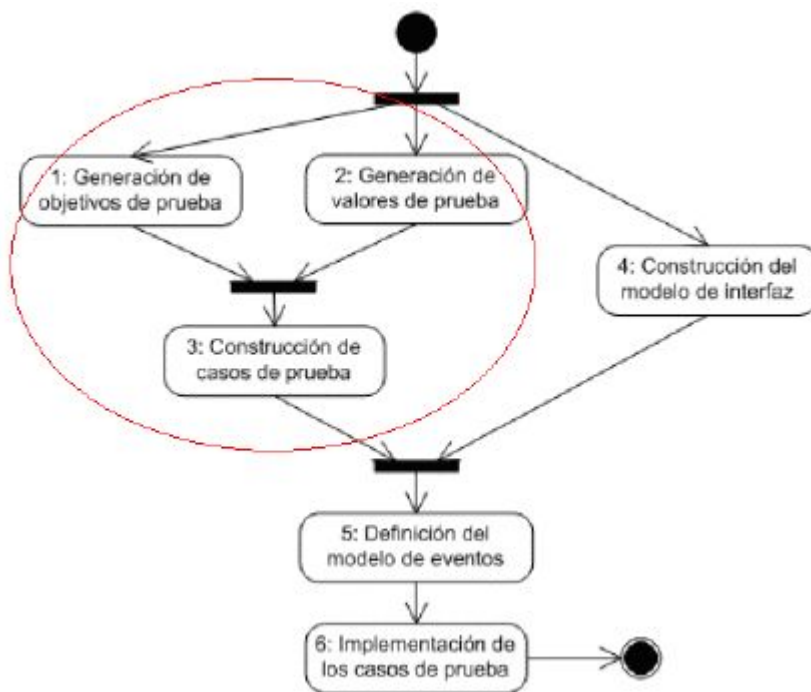 1: Generación de
objetivos de prueba
2: Generación de
valores de prueba
4: Construcción del
modelo de interfaz
3: Construcción de
casos de prueba
5: Definición del
modelo de eventos
6: Implementación de
los casos de prueba